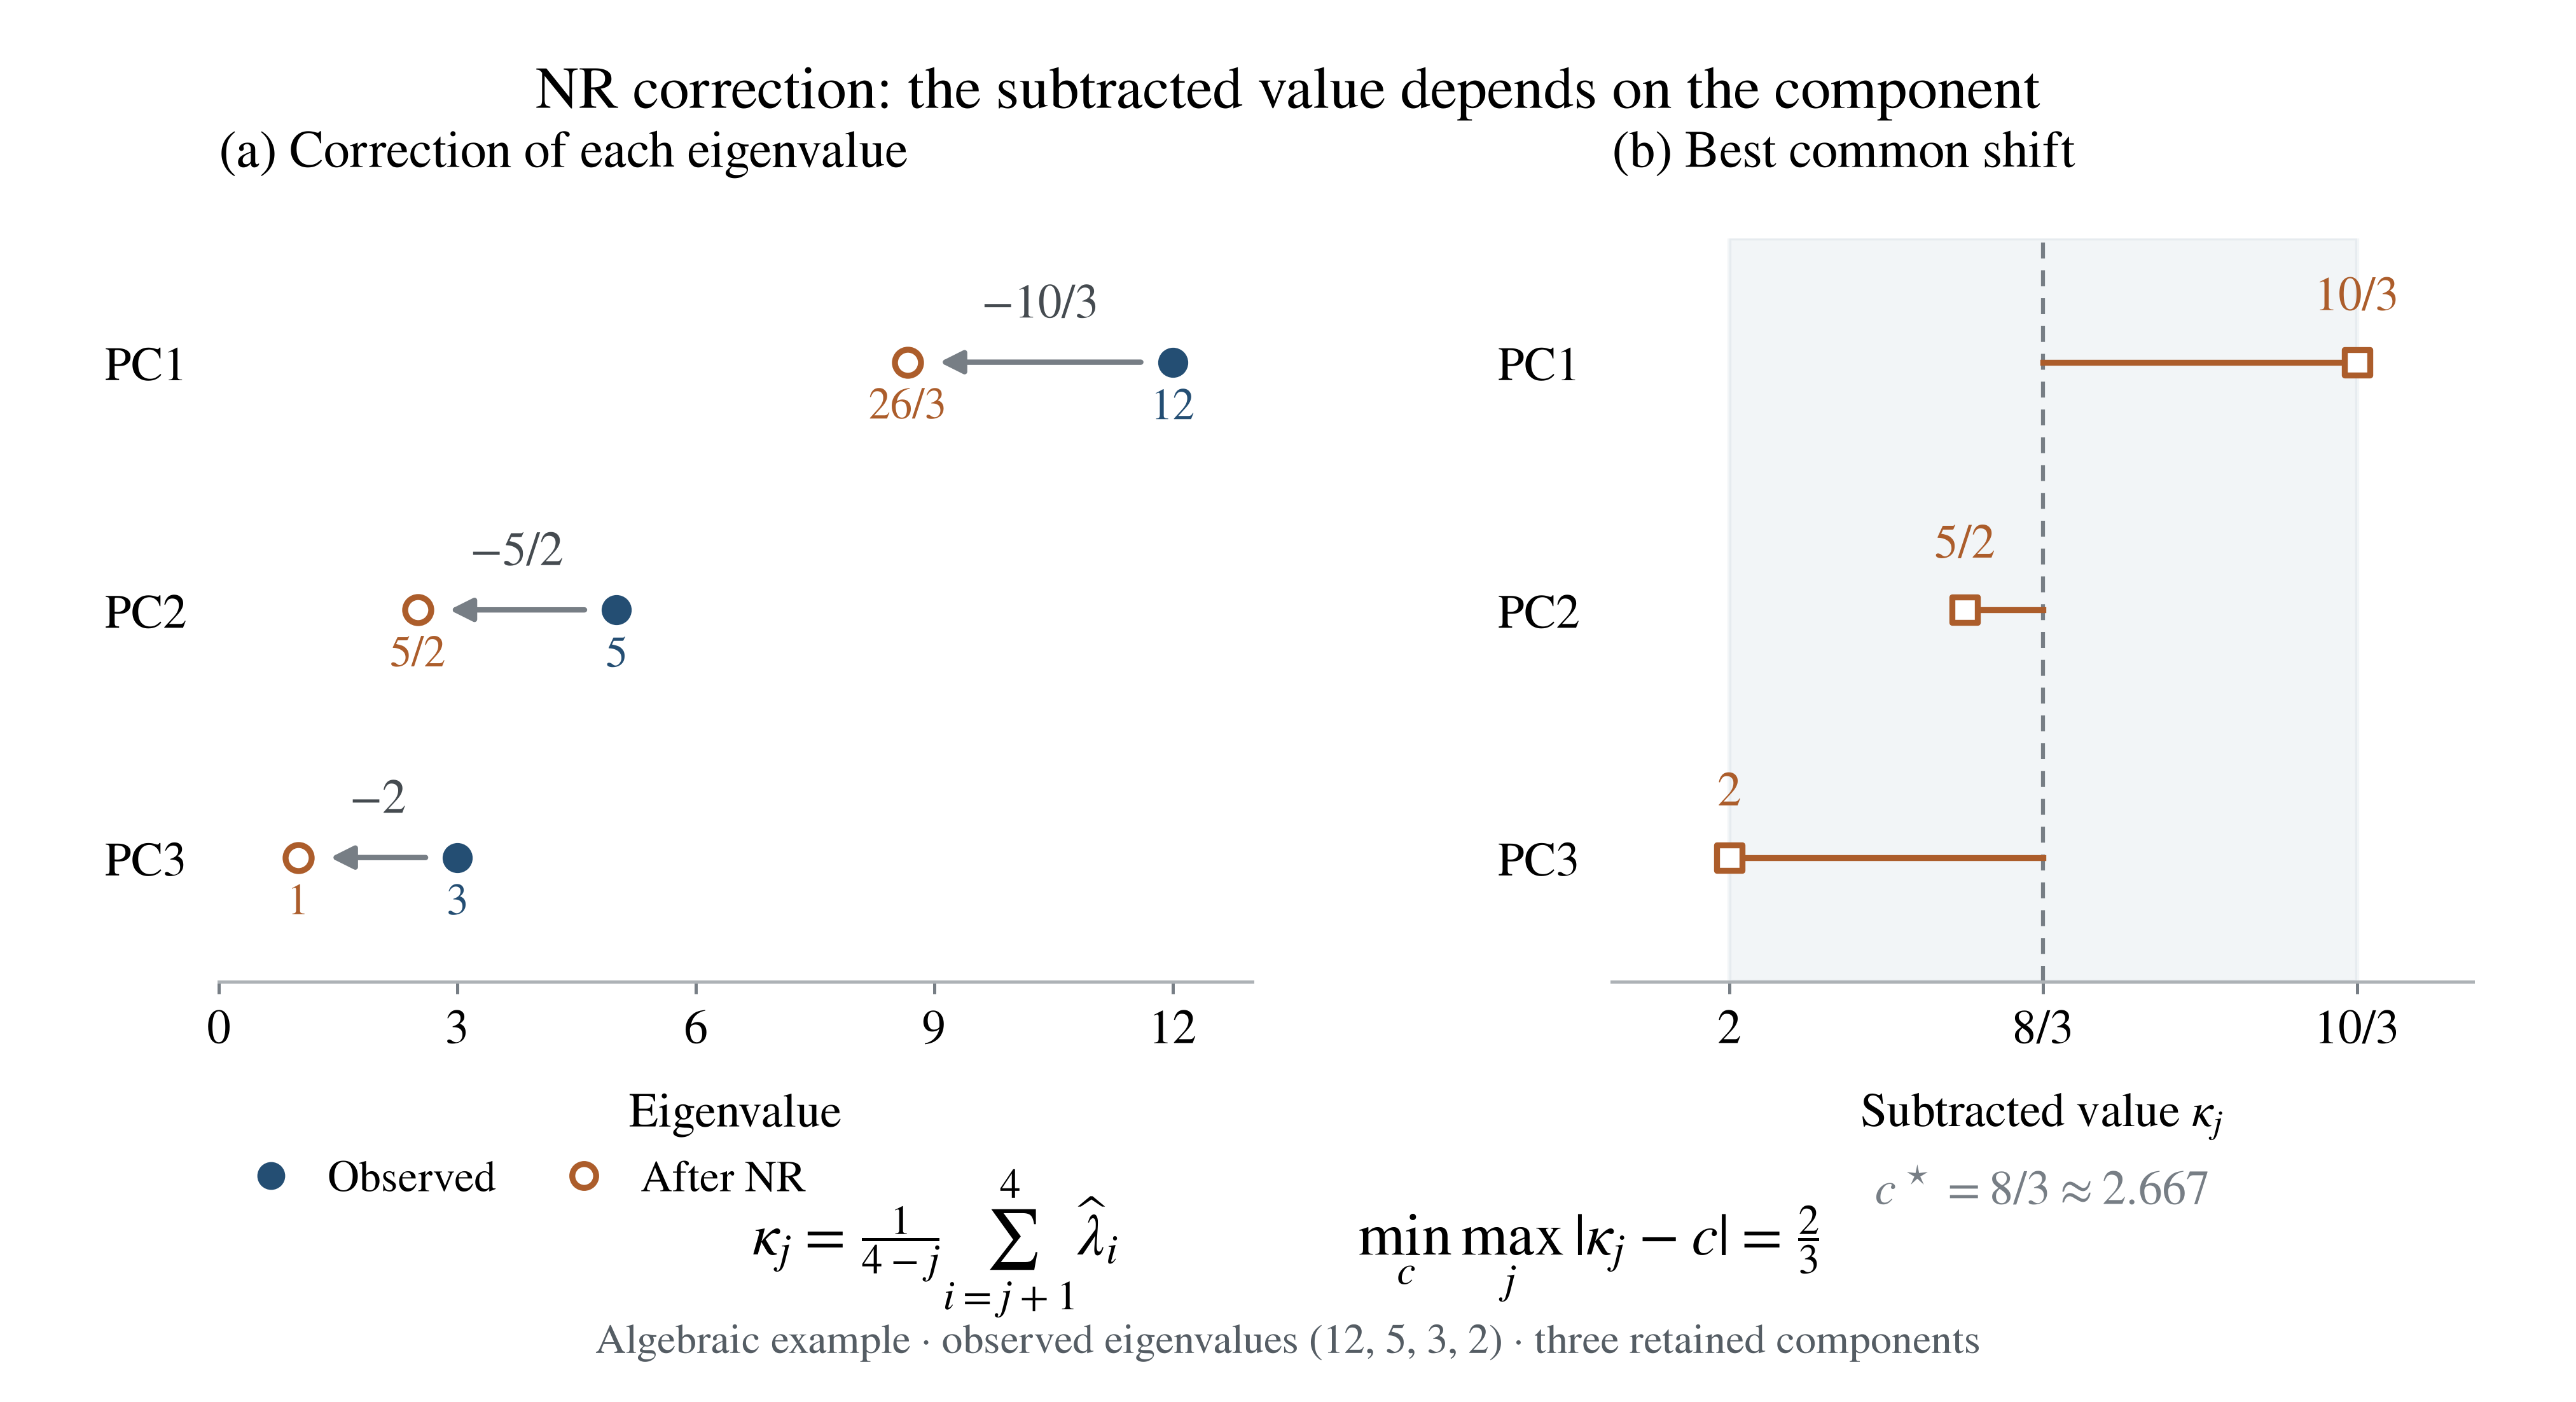 NR correction: the subtracted value depends on the component
(a) Correction of each eigenvalue
−10/3
PC1
26/3
12
−5/2
PC2
5/2
5
−2
PC3
1
3
0 3 6 9 12
Eigenvalue
Observed After NR
(b) Best common shift
10/3
PC1
5/2
PC2
2
PC3
2 8/3 10/3
Subtracted value κ_j
c⋆ = 8/3 ≈ 2.667
κ_j = \frac{1}{4−j} \sum_{i=j+1}^{4} \widehat{λ}_i
\min_c \max_j |κ_j − c| = \frac{2}{3}
Algebraic example · observed eigenvalues (12, 5, 3, 2) · three retained components